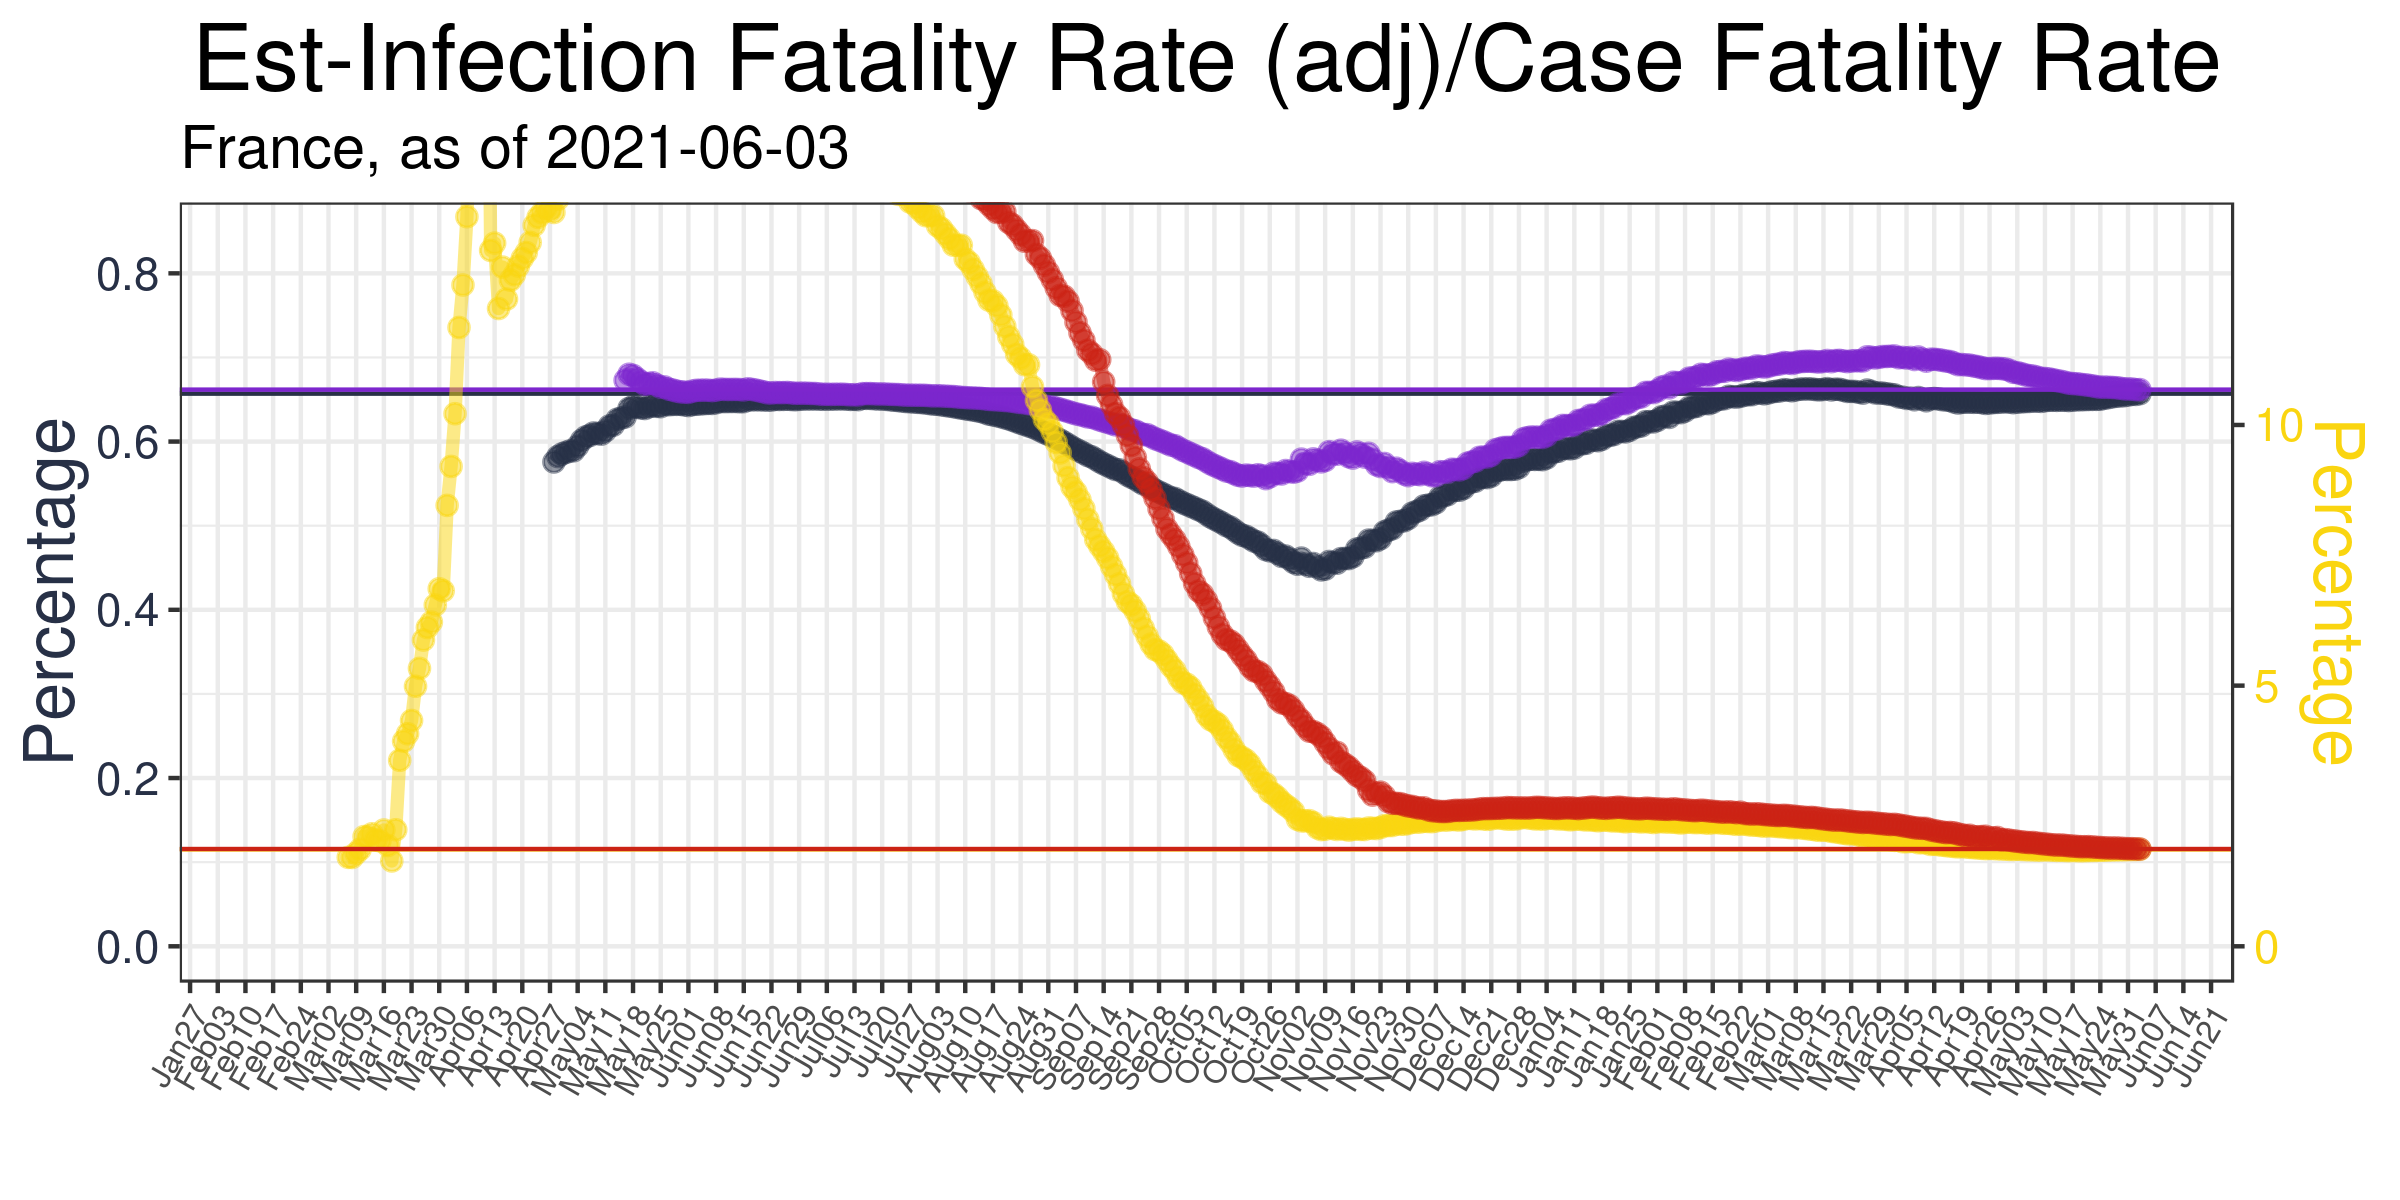 Est-Infection Fatality Rate (adj)/Case Fatality Rate
France, as of 2021-06-03
Percentage
0.8
0.6
0.4
0.2
0.0
10
5
0
Percentage
Jan27
Feb03
Feb10
Feb17
Feb24
Mar02
Mar09
Mar16
Mar23
Mar30
Apr06
Apr13
Apr20
Apr27
May04
May11
May18
May25
Jun01
Jun08
Jun15
Jun22
Jun29
Jul06
Jul13
Jul20
Jul27
Aug03
Aug10
Aug17
Aug24
Aug31
Sep07
Sep14
Sep21
Sep28
Oct05
Oct12
Oct19
Oct26
Nov02
Nov09
Nov16
Nov23
Nov30
Dec07
Dec14
Dec21
Dec28
Jan04
Jan11
Jan18
Jan25
Feb01
Feb08
Feb15
Feb22
Mar01
Mar08
Mar15
Mar22
Mar29
Apr05
Apr12
Apr19
Apr26
May03
May10
May17
May24
May31
Jun07
Jun14
Jun21